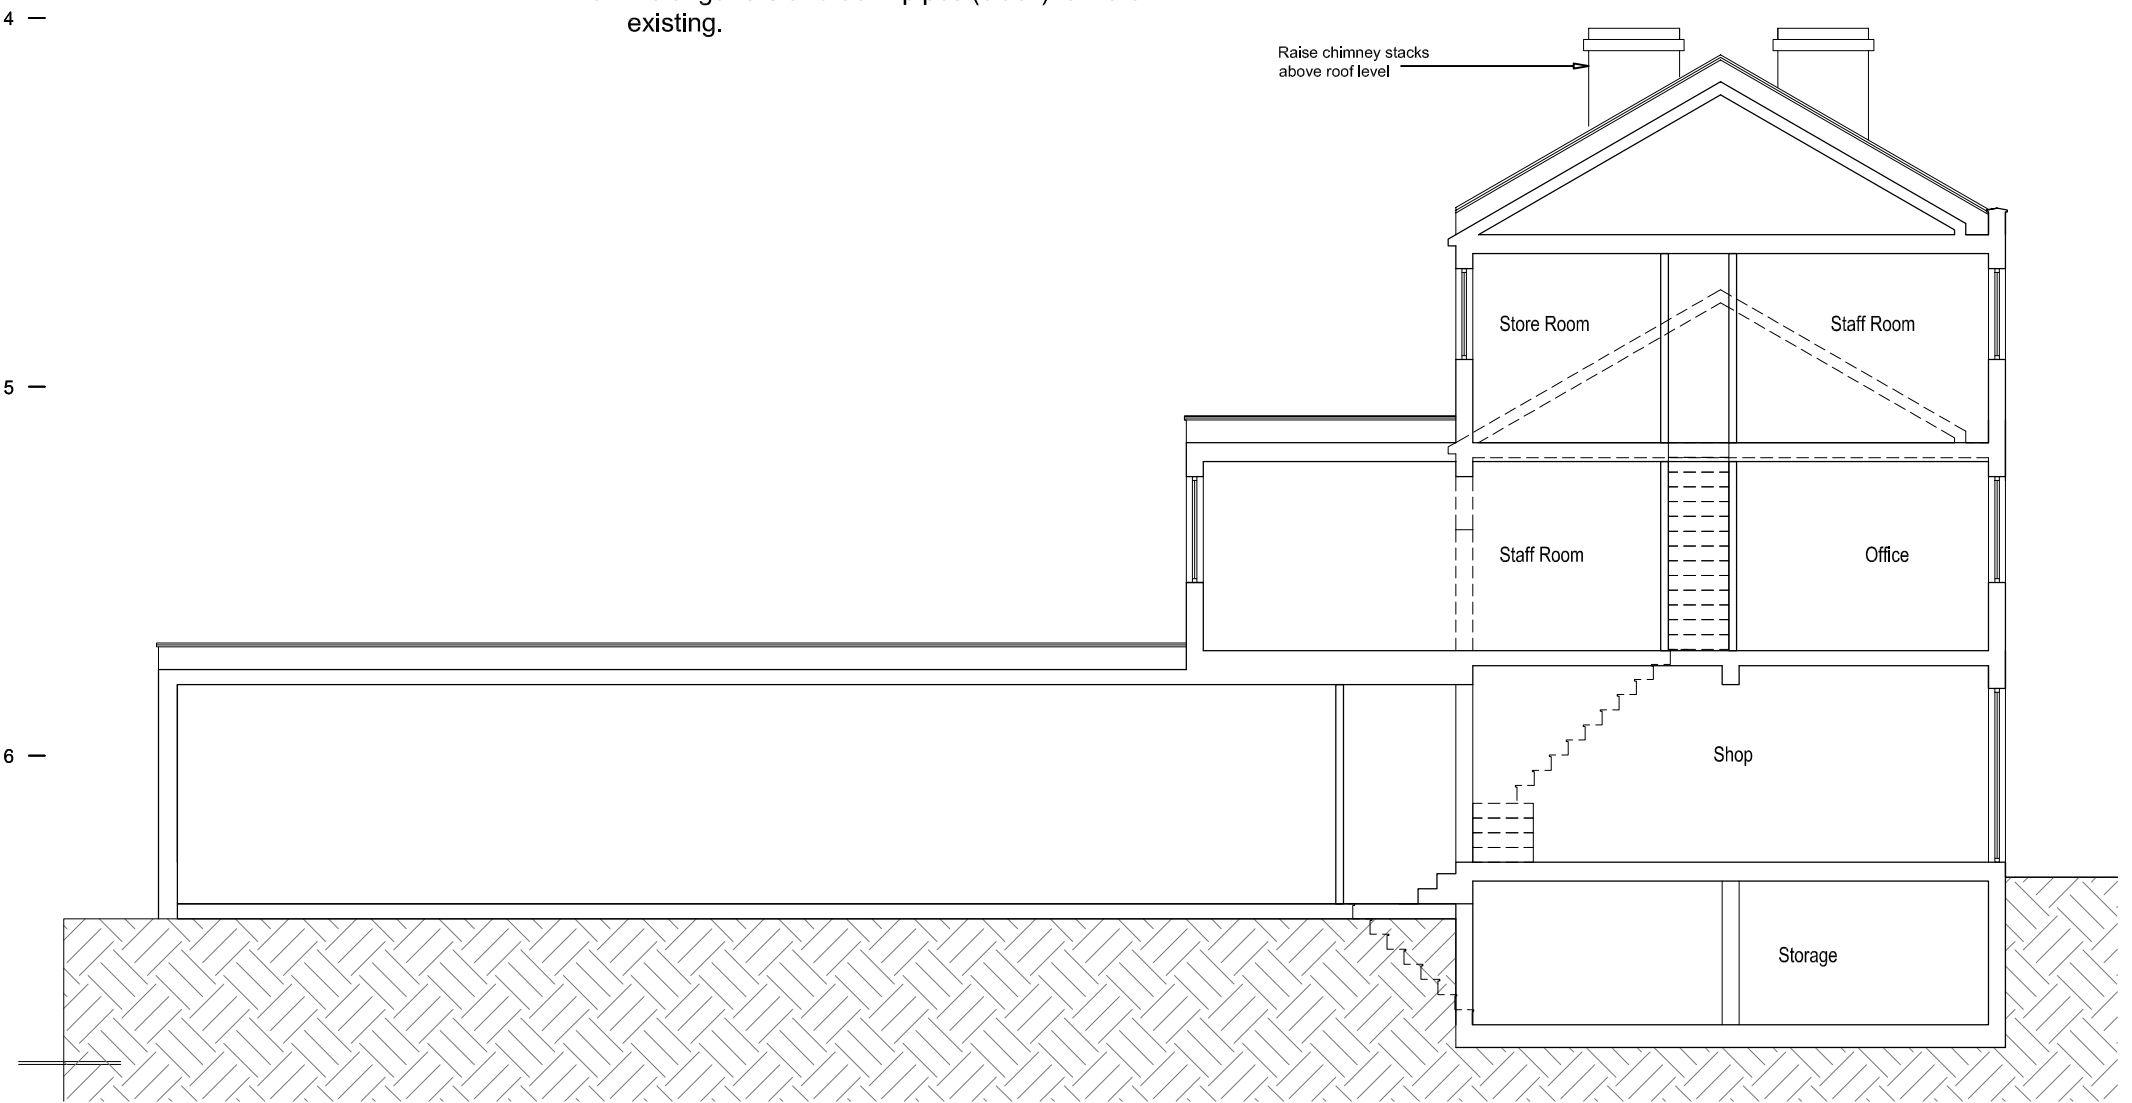 4
existing.
Raise chimney stacks
above roof level
Store Room
Staff Room
5
Staff Room
Office
6
Shop
Storage